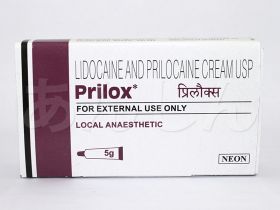 LIDOCAINE AND PRILOCAINE CREAM USP
Prilox* प्रिलौक्स
FOR EXTERNAL USE ONLY
LOCAL ANAESTHETIC
5g
NEON